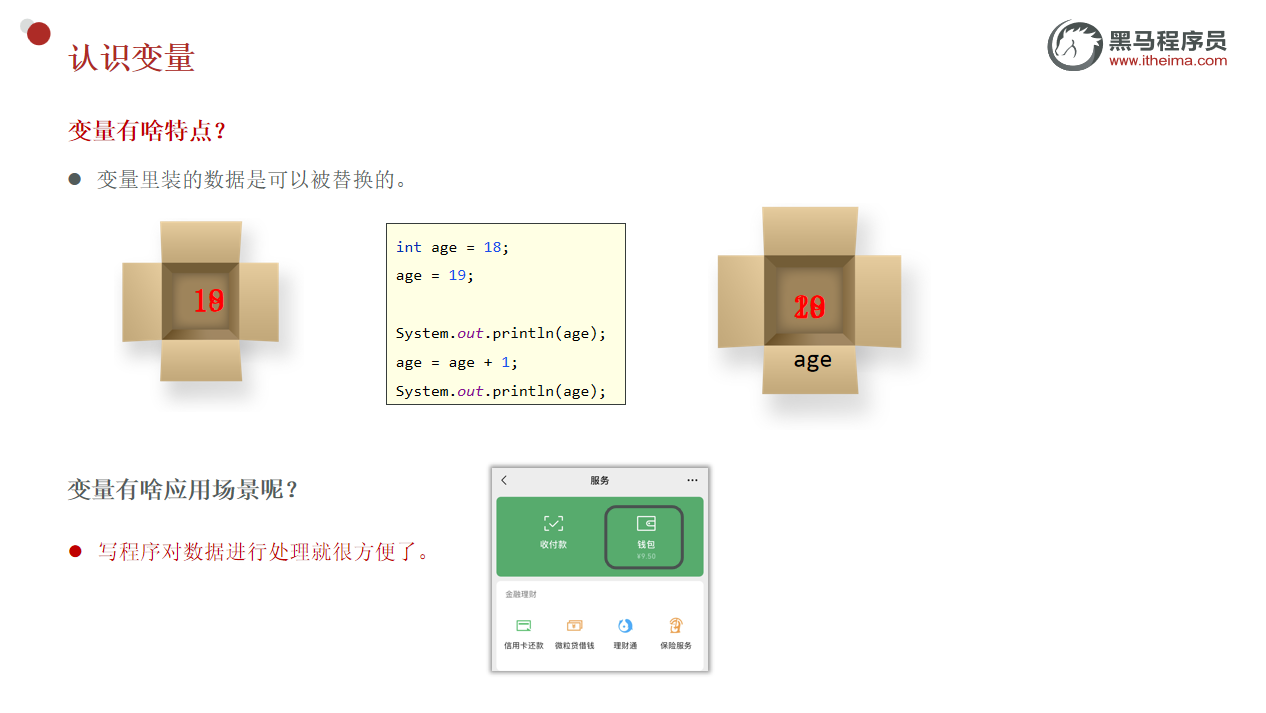 认识变量
黑马程序员
www.itheima.com
变量有啥特点？
变量里装的数据是可以被替换的。
int age = 18;
age = 19;
System.out.println(age);
age = age + 1;
System.out.println(age);
age
变量有啥应用场景呢？
写程序对数据进行处理就很方便了。
服务
收付款
钱包
¥9.50
金融理财
信用卡还款 微粒贷借钱 理财通 保险服务